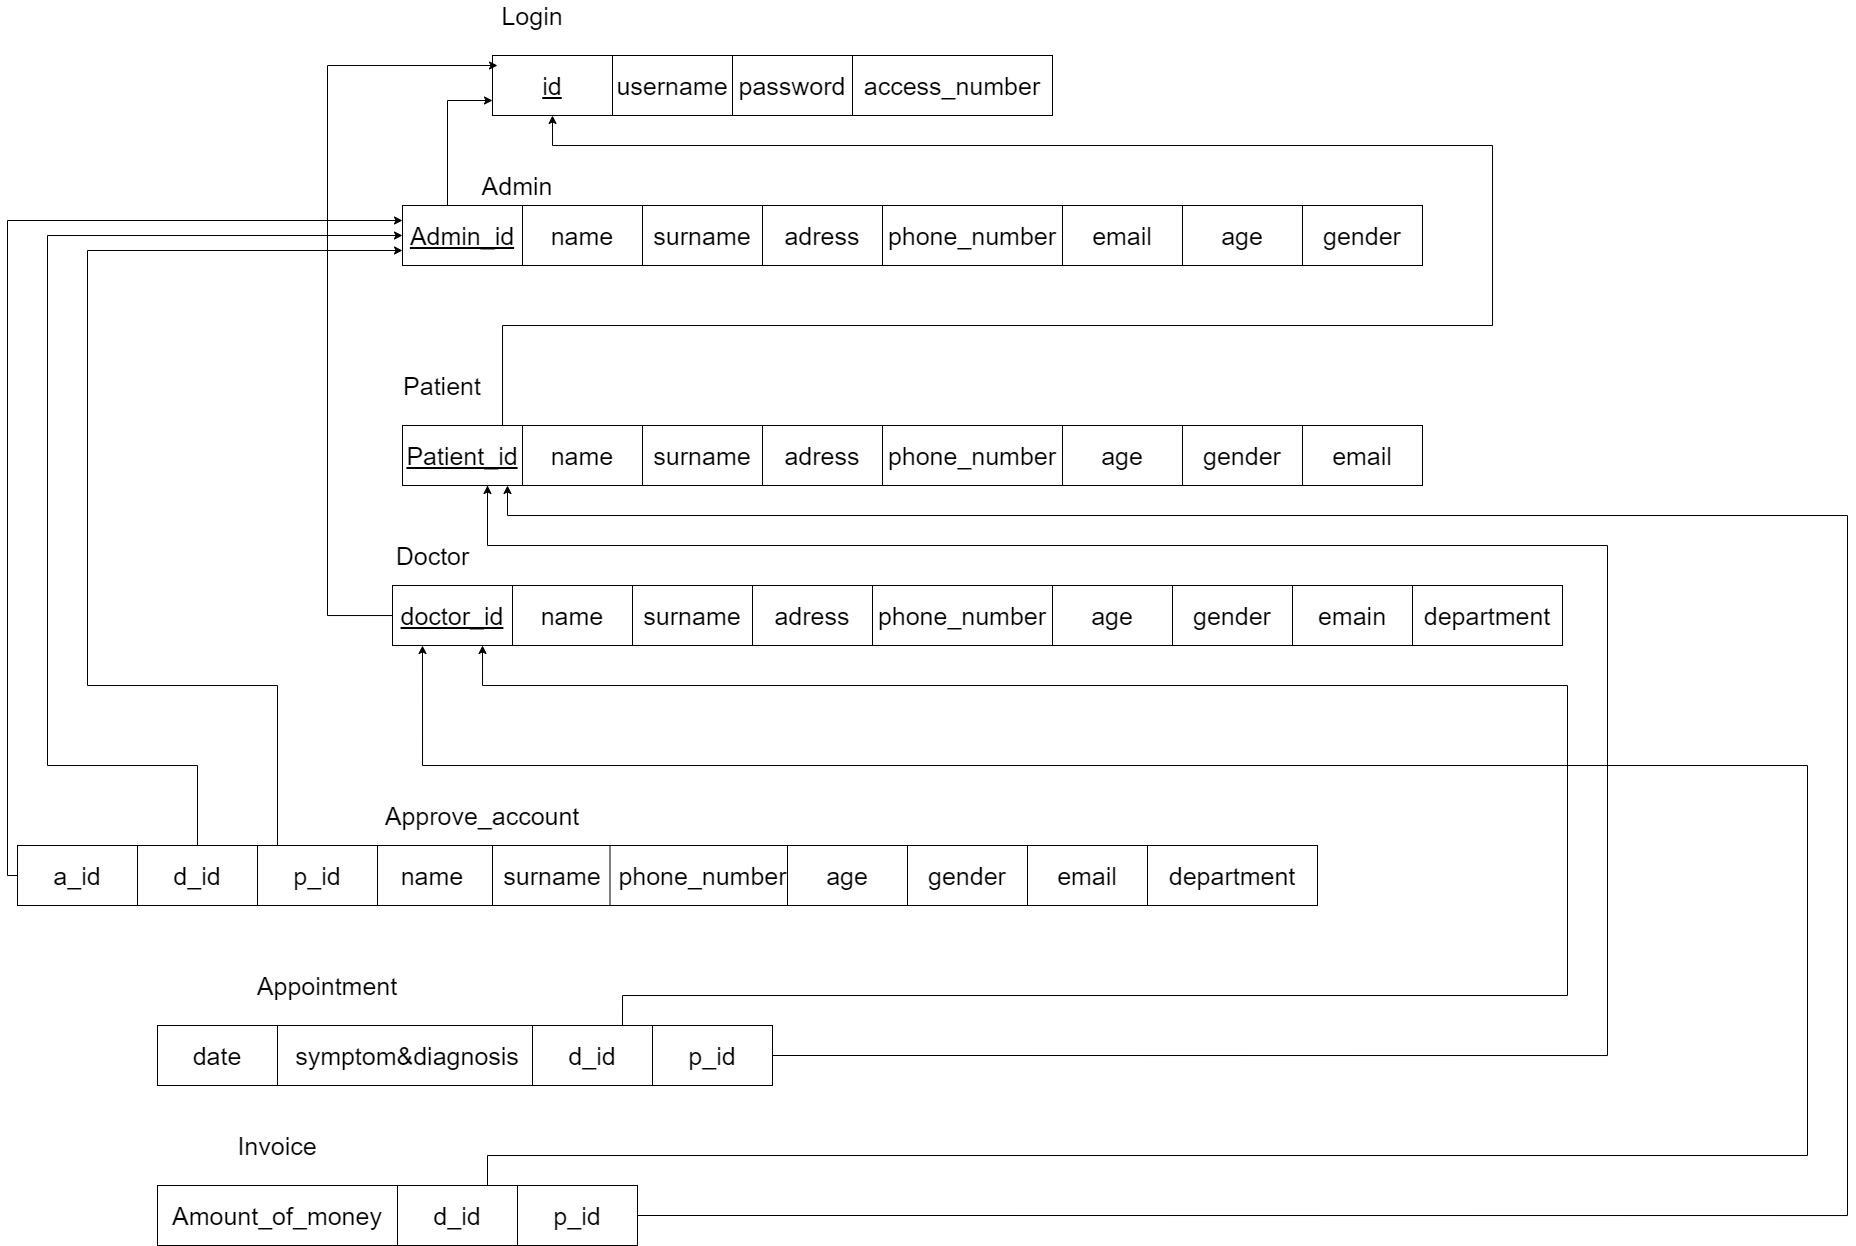 Login
id username password access_number
Admin
Admin_id name surname adress phone_number email age gender
Patient
Patient_id name surname adress phone_number age gender email
Doctor
doctor_id name surname adress phone_number age gender emain department
Approve_account
a_id d_id p_id name surname phone_number age gender email department
Appointment
date symptom&diagnosis d_id p_id
Invoice
Amount_of_money d_id p_id